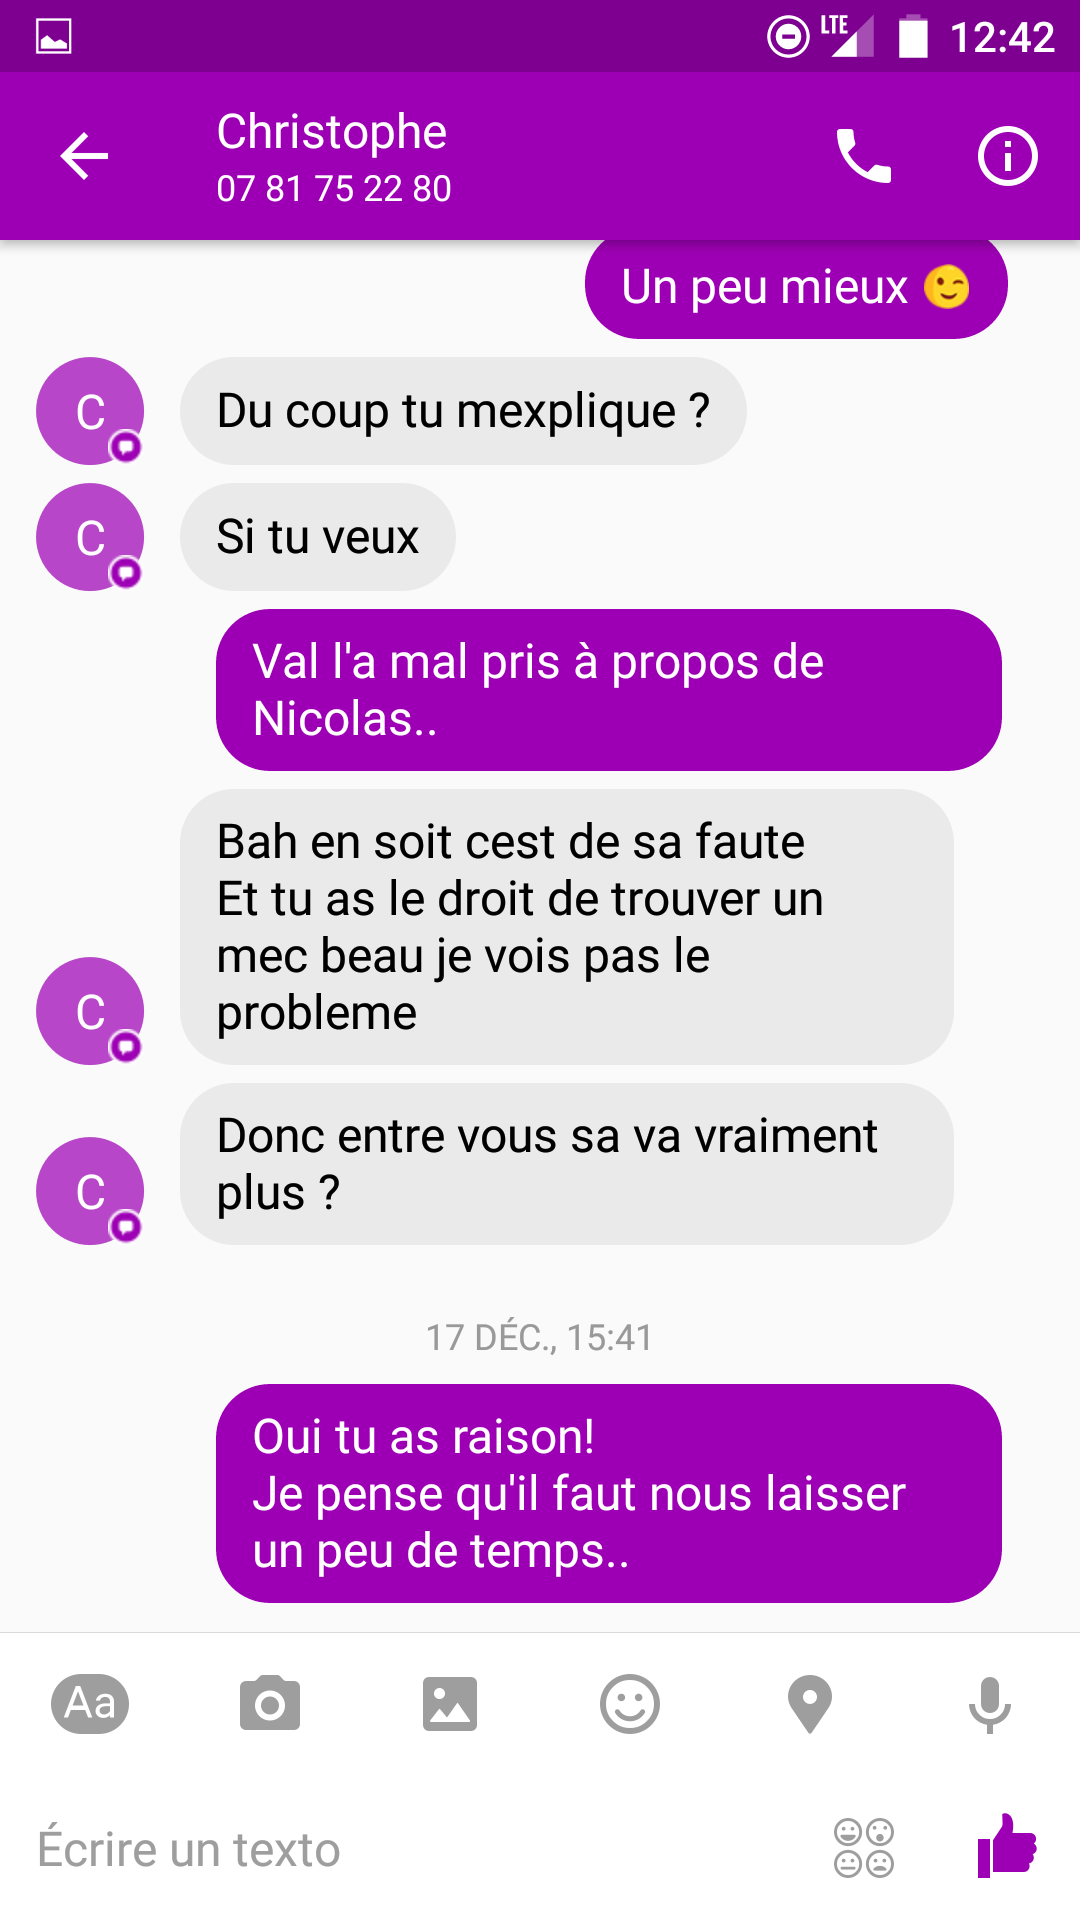 LTE 12:42
Christophe
07 81 75 22 80
Un peu mieux 😉
C
Du coup tu mexplique ?
C
Si tu veux
Val l'a mal pris à propos de
Nicolas..
Bah en soit cest de sa faute
Et tu as le droit de trouver un
mec beau je vois pas le
probleme
C
Donc entre vous sa va vraiment
plus ?
C
17 DÉC., 15:41
Oui tu as raison!
Je pense qu'il faut nous laisser
un peu de temps..
Aa
Écrire un texto